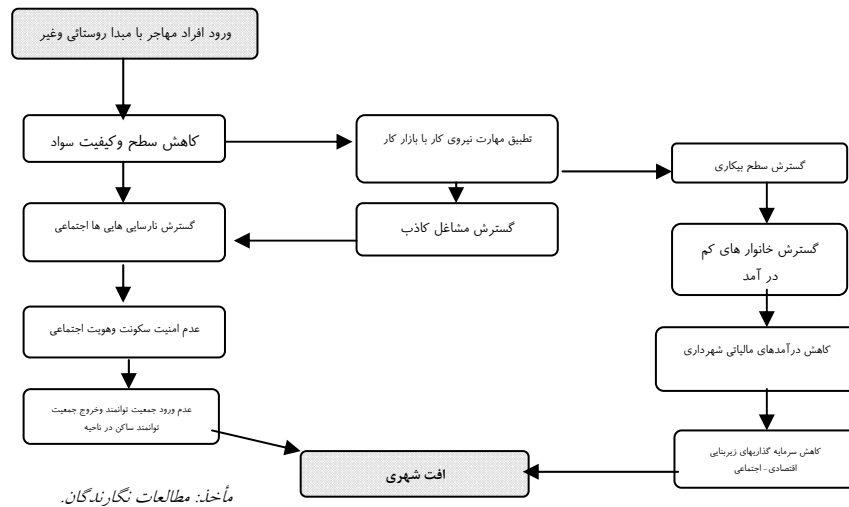 ورود افراد مهاجر با مبدا روستائی وغیر
کاهش سطح وکیفیت سواد
تطبیق مهارت نیروی کار با بازار کار
گسترش سطح بیکاری
گسترش نارسایی هایی ها اجتماعی
گسترش مشاغل کاذب
گسترش خانوار های کم
در آمد
عدم امنیت سکونت وهویت اجتماعی
کاهش درآمدهای مالیاتی شهرداری
عدم ورود جمعیت توانمند وخروج جمعیت
توانمند ساکن در ناحیه
کاهش سرمایه گذاریهای زیربنایی
اقتصادی- اجتماعی
افت شهری
مأخذ: مطالعات نگارندگان.